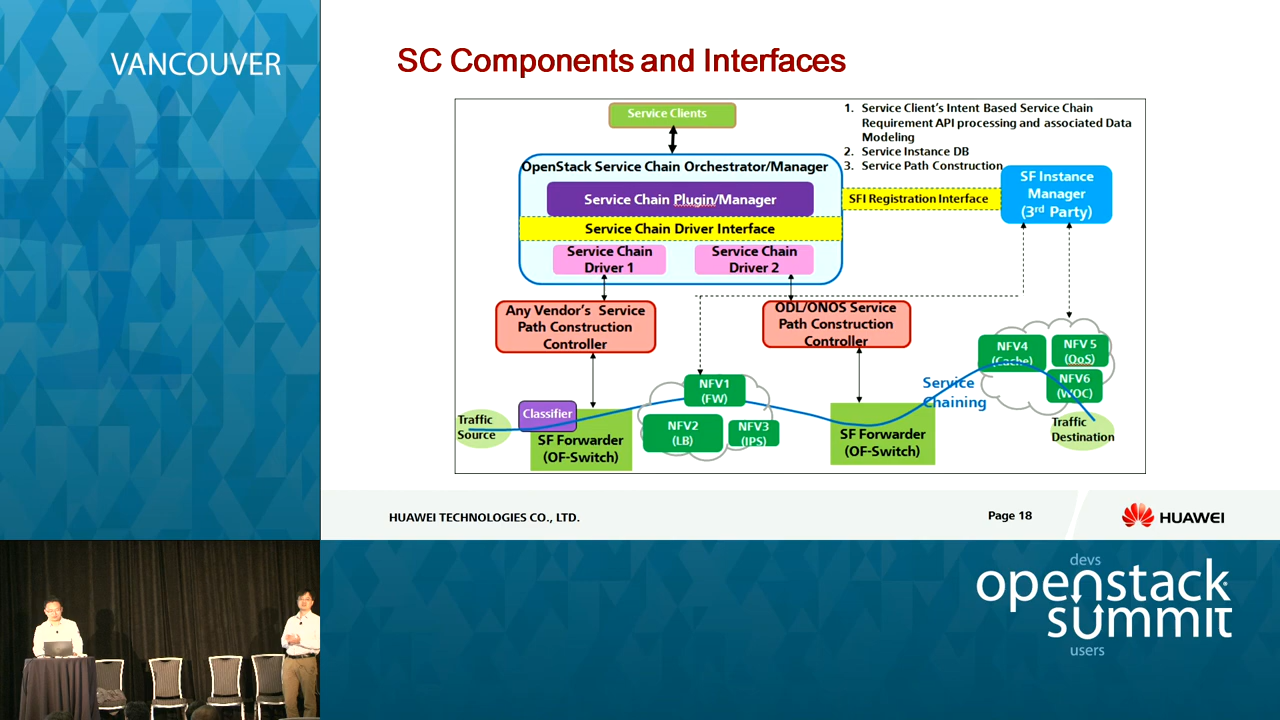 VANCOUVER
SC Components and Interfaces
Service Clients
1. Service Client's Intent Based Service Chain
Requirement API processing and associated Data
Modeling
2. Service Instance DB
3. Service Path Construction
OpenStack Service Chain Orchestrator/Manager
Service Chain Plugin/Manager
Service Chain Driver Interface
Service Chain
Driver 1
Service Chain
Driver 2
SFI Registration Interface
SF Instance
Manager
(3rd Party)
Any Vendor's Service
Path Construction
Controller
ODL/ONOS Service
Path Construction
Controller
Traffic
Source
Classifier
SF Forwarder
(OF-Switch)
NFV1
(FW)
NFV2
(LB)
NFV3
(IPS)
SF Forwarder
(OF-Switch)
Service
Chaining
NFV4
(Cache)
NFV 5
(QoS)
NFV6
(WOC)
Traffic
Destination
HUAWEI TECHNOLOGIES CO., LTD.
Page 18
HUAWEI
devs
openstack
summit
users